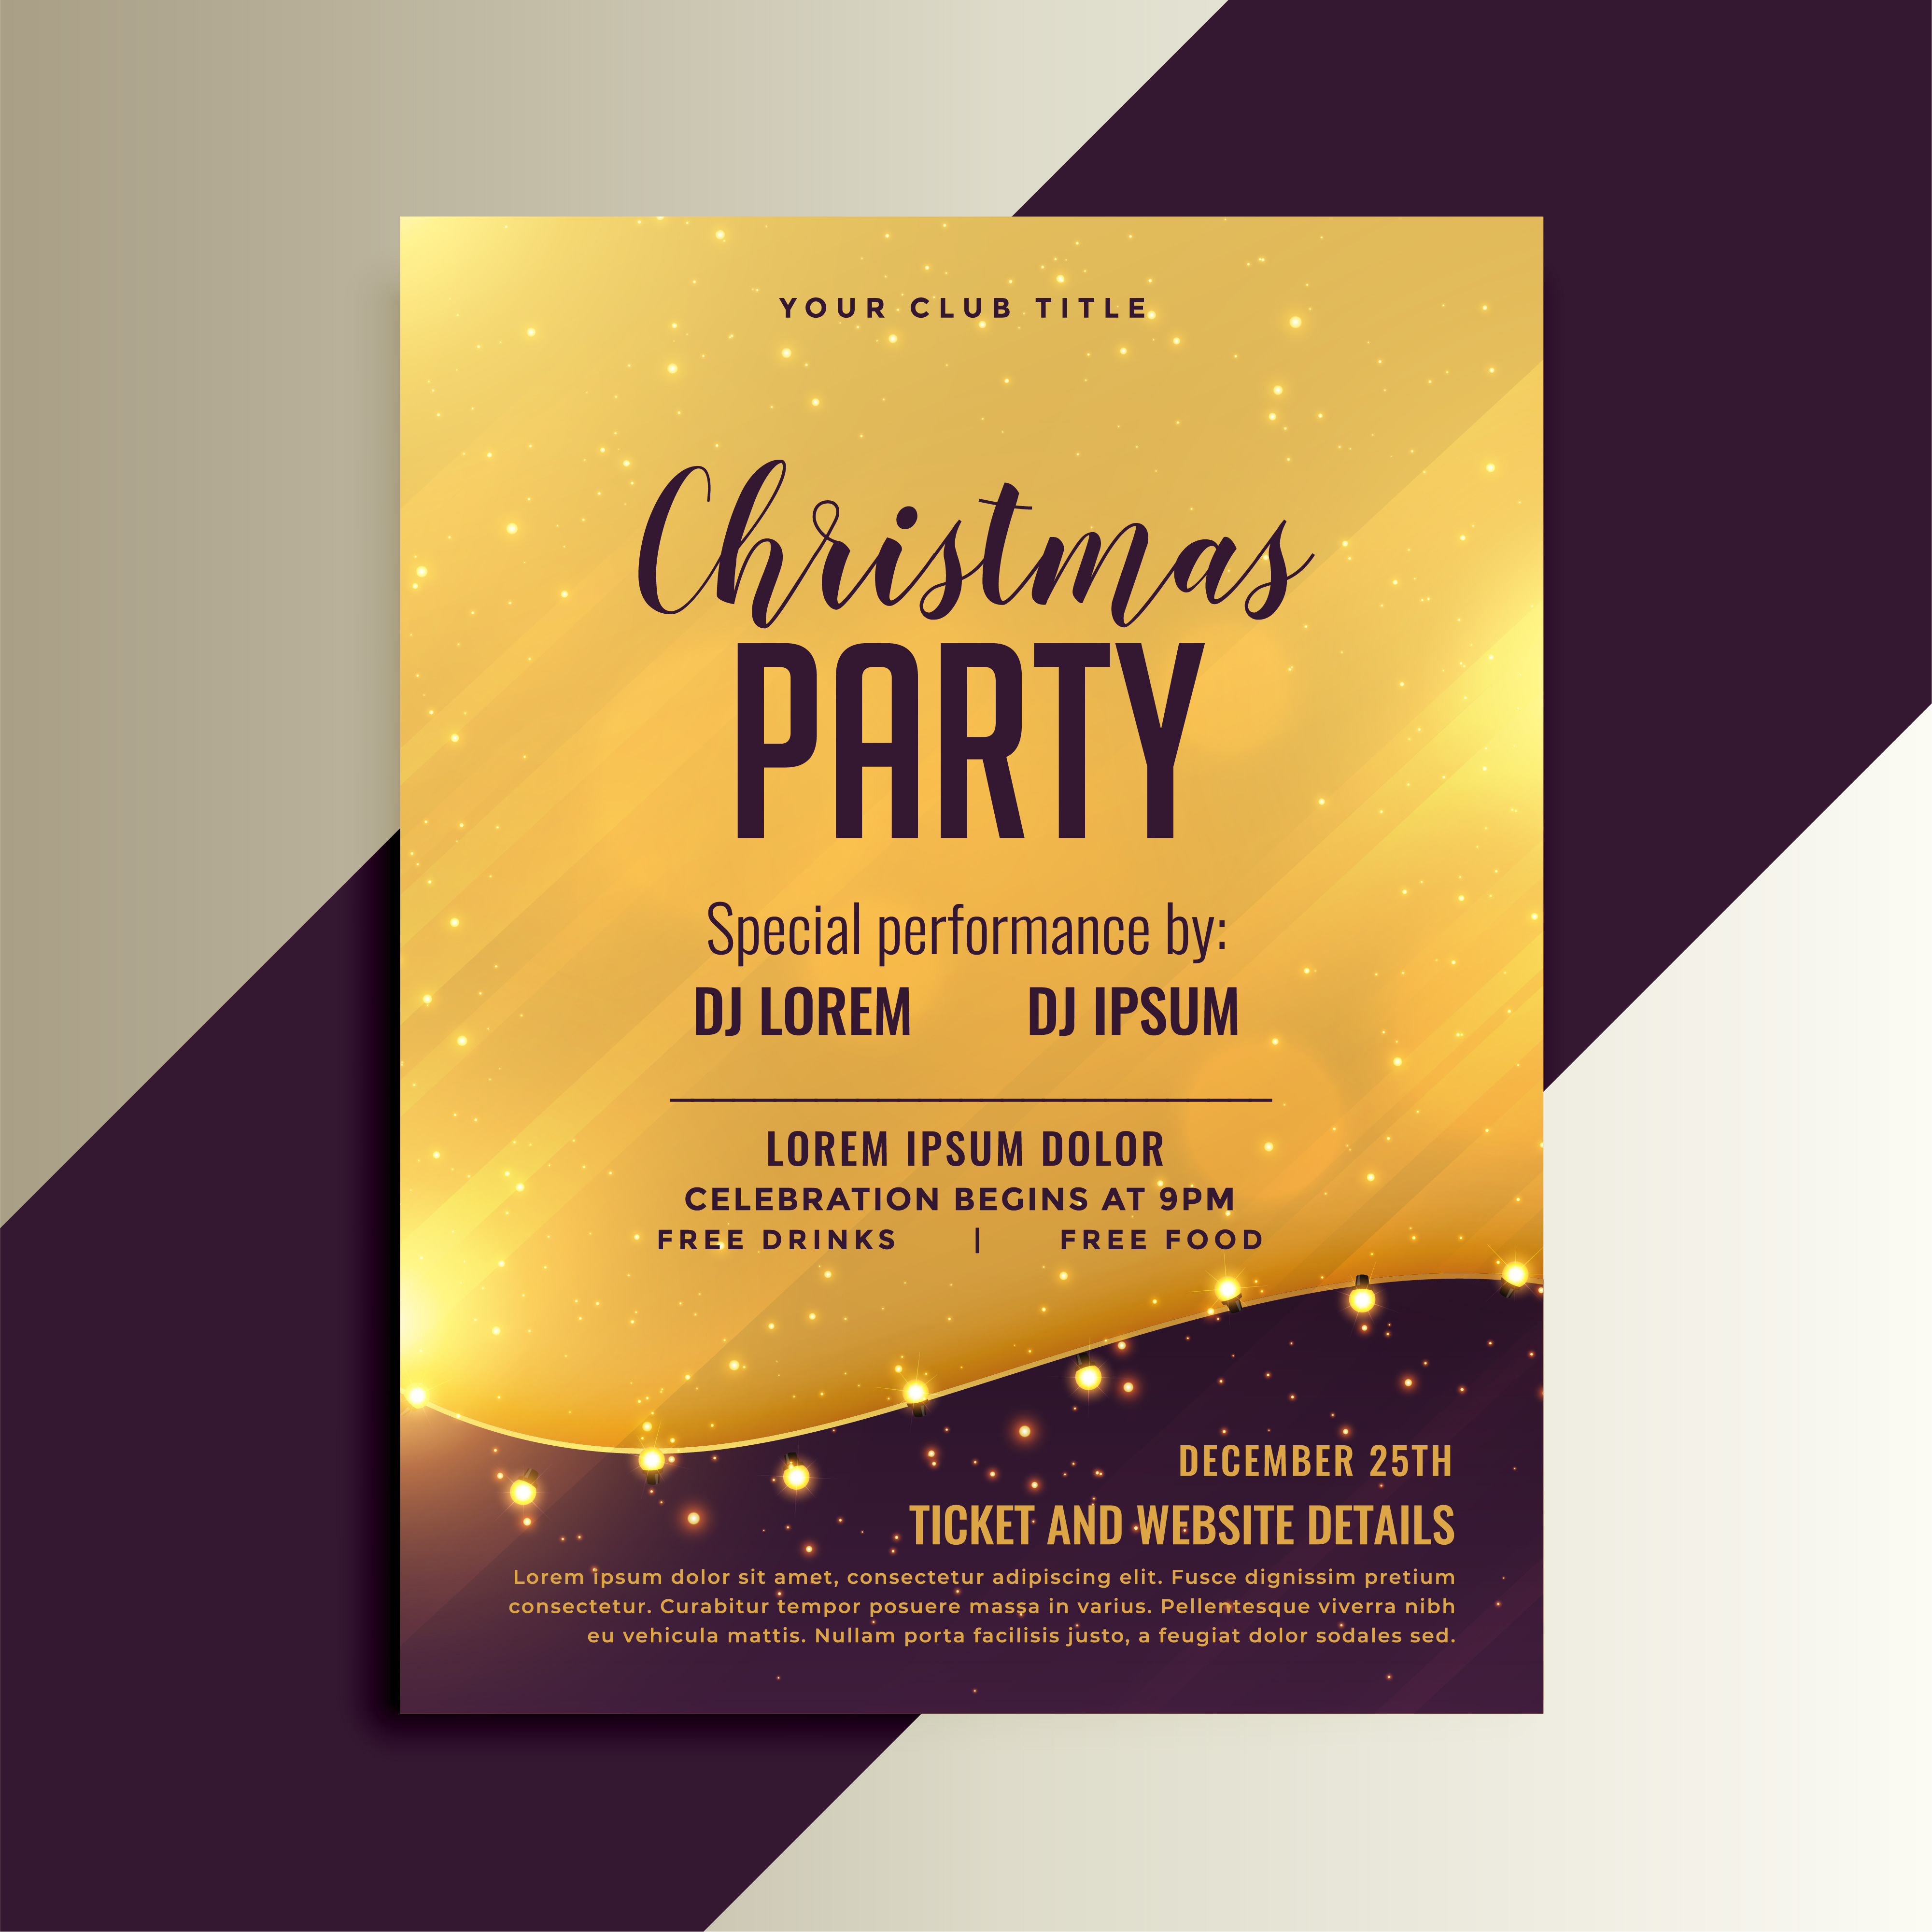 YOUR CLUB TITLE
Christmas
PARTY
Special performance by:
DJ LOREM DJ IPSUM
LOREM IPSUM DOLOR
CELEBRATION BEGINS AT 9PM
FREE DRINKS | FREE FOOD
DECEMBER 25TH
TICKET AND WEBSITE DETAILS
Lorem ipsum dolor sit amet, consectetur adipiscing elit. Fusce dignissim pretium
consectetur. Curabitur tempor posuere massa in varius. Pellentesque viverra nibh
eu vehicula mattis. Nullam porta facilisis justo, a feugiat dolor sodales sed.